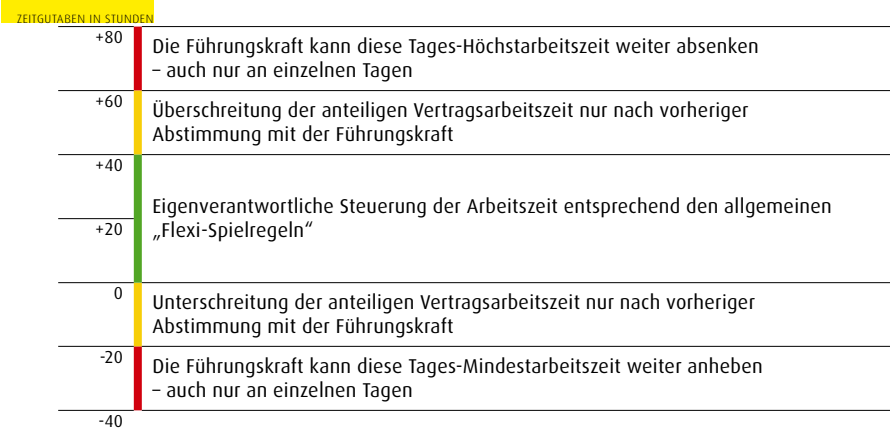 ZEITGUTABEN IN STUNDEN
+80
Die Führungskraft kann diese Tages-Höchstarbeitszeit weiter absenken
– auch nur an einzelnen Tagen
+60
Überschreitung der anteiligen Vertragsarbeitszeit nur nach vorheriger
Abstimmung mit der Führungskraft
+40
Eigenverantwortliche Steuerung der Arbeitszeit entsprechend den allgemeinen
+20
„Flexi-Spielregeln“
0
Unterschreitung der anteiligen Vertragsarbeitszeit nur nach vorheriger
Abstimmung mit der Führungskraft
-20
Die Führungskraft kann diese Tages-Mindestarbeitszeit weiter anheben
– auch nur an einzelnen Tagen
-40